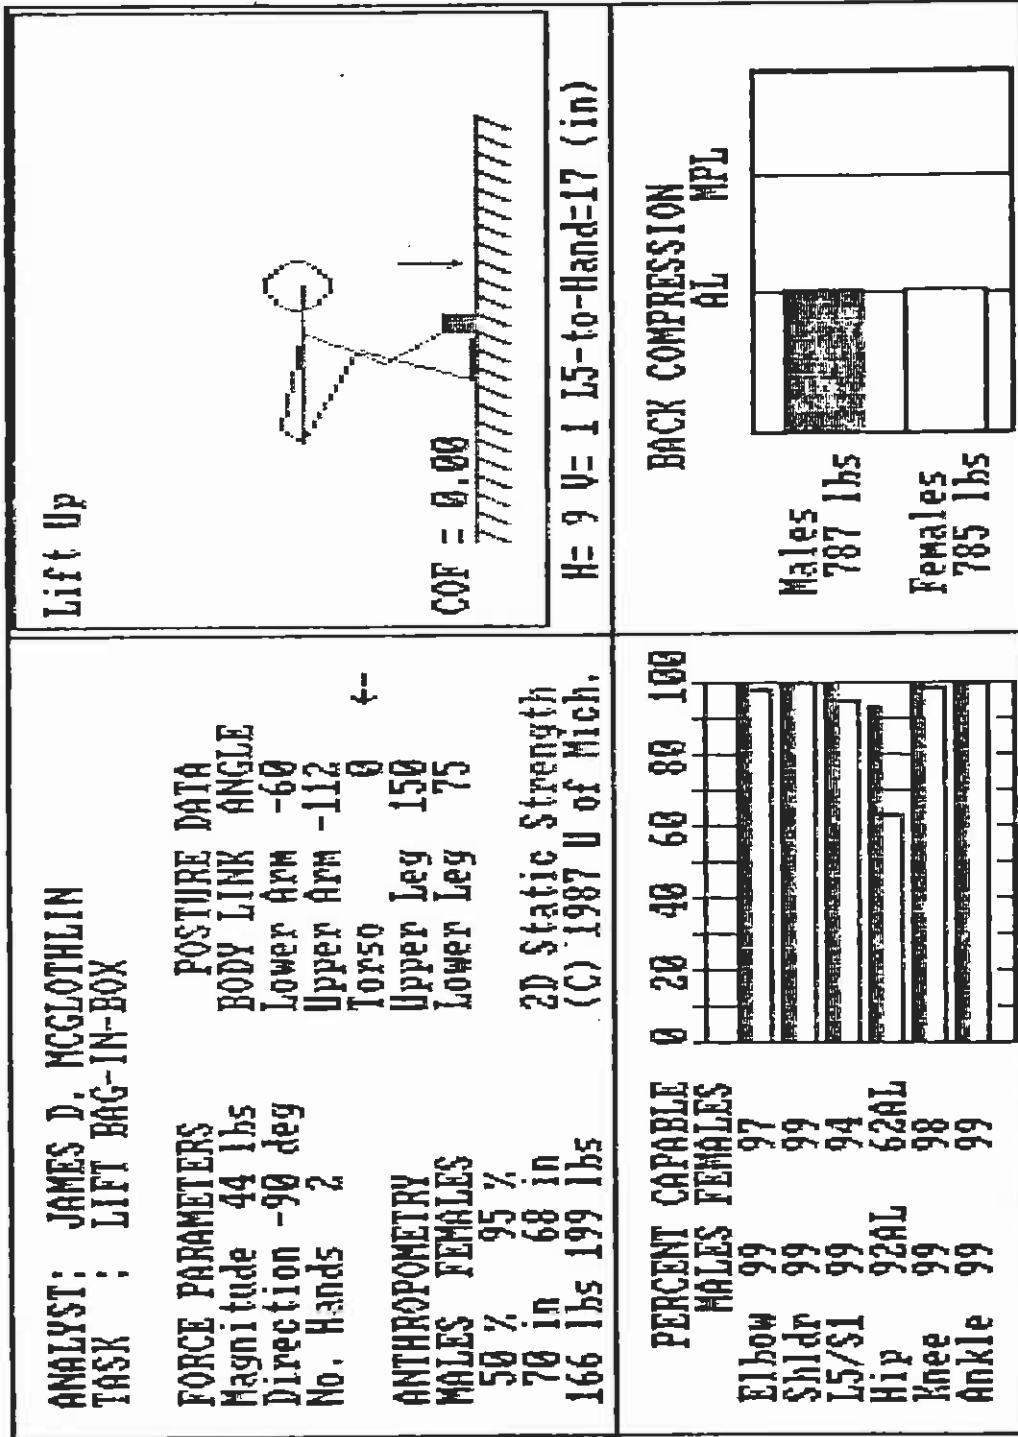 ANALYST: JAMES D. MCGLOTHLIN
TASK : LIFT BAG-IN-BOX
FORCE PARAMETERS
Magnitude 44 lbs
Direction -90 deg
No. Hands 2
POSTURE DATA
BODY LINK ANGLE
Lower Arm -60
Upper Arm -112
Torso 0 <-
Upper Leg 150
Lower Leg 75
ANTHROPOMETRY
MALES FEMALES
50 % 95 %
70 in 68 in
166 lbs 199 lbs
2D Static Strength
(C) 1987 U of Mich.
Lift Up
COF = 0.00
H= 9 V= 1 L5-to-Hand=17 (in)
PERCENT CAPABLE
MALES FEMALES
Elbow 99 97
Shldr 99 99
L5/S1 99 94
Hip 92AL 62AL
Knee 99 98
Ankle 99 99
0 20 40 60 80 100
BACK COMPRESSION
AL MPL
Males
787 lbs
Females
785 lbs